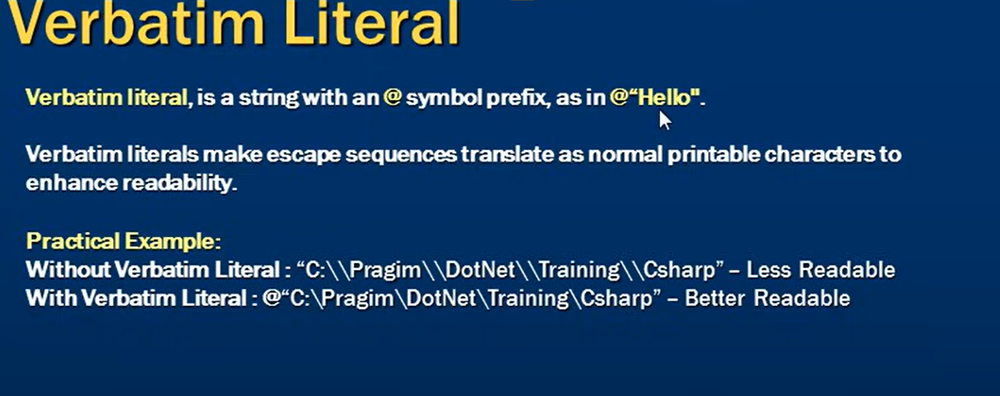 Verbatim Literal
Verbatim literal, is a string with an @ symbol prefix, as in @“Hello".
Verbatim literals make escape sequences translate as normal printable characters to
enhance readability.
Practical Example:
Without Verbatim Literal : “C:\\Pragim\\DotNet\\Training\\Csharp” – Less Readable
With Verbatim Literal : @“C:\Pragim\DotNet\Training\Csharp” – Better Readable